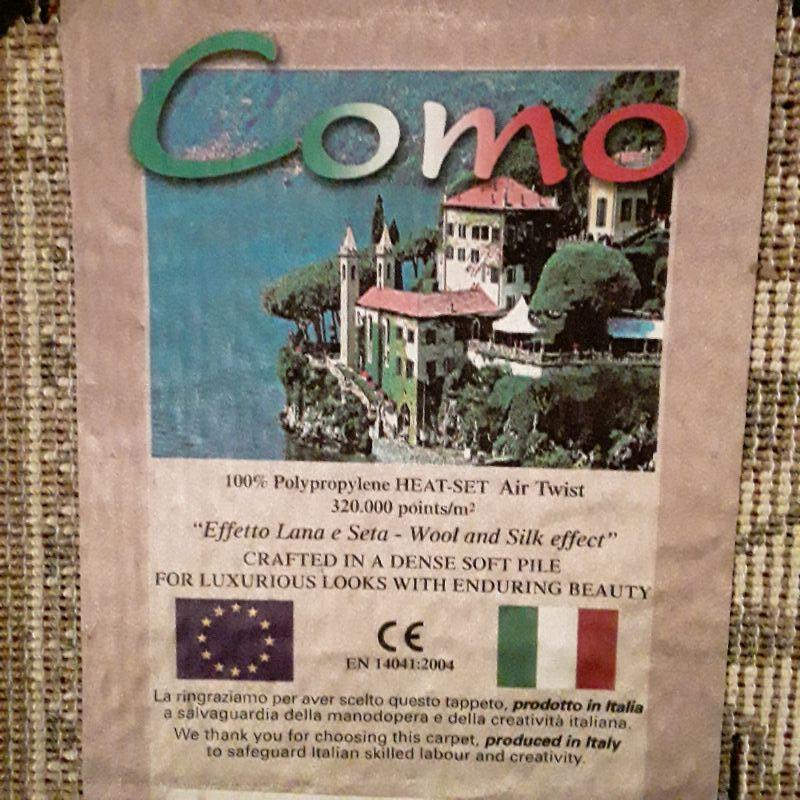 Como
100% Polypropylene HEAT-SET Air Twist
320.000 points/m²
“Effetto Lana e Seta - Wool and Silk effect”
CRAFTED IN A DENSE SOFT PILE
FOR LUXURIOUS LOOKS WITH ENDURING BEAUTY
CE
EN 14041:2004
La ringraziamo per aver scelto questo tappeto, prodotto in Italia
a salvaguardia della manodopera e della creatività italiana.
We thank you for choosing this carpet, produced in Italy
to safeguard Italian skilled labour and creativity.